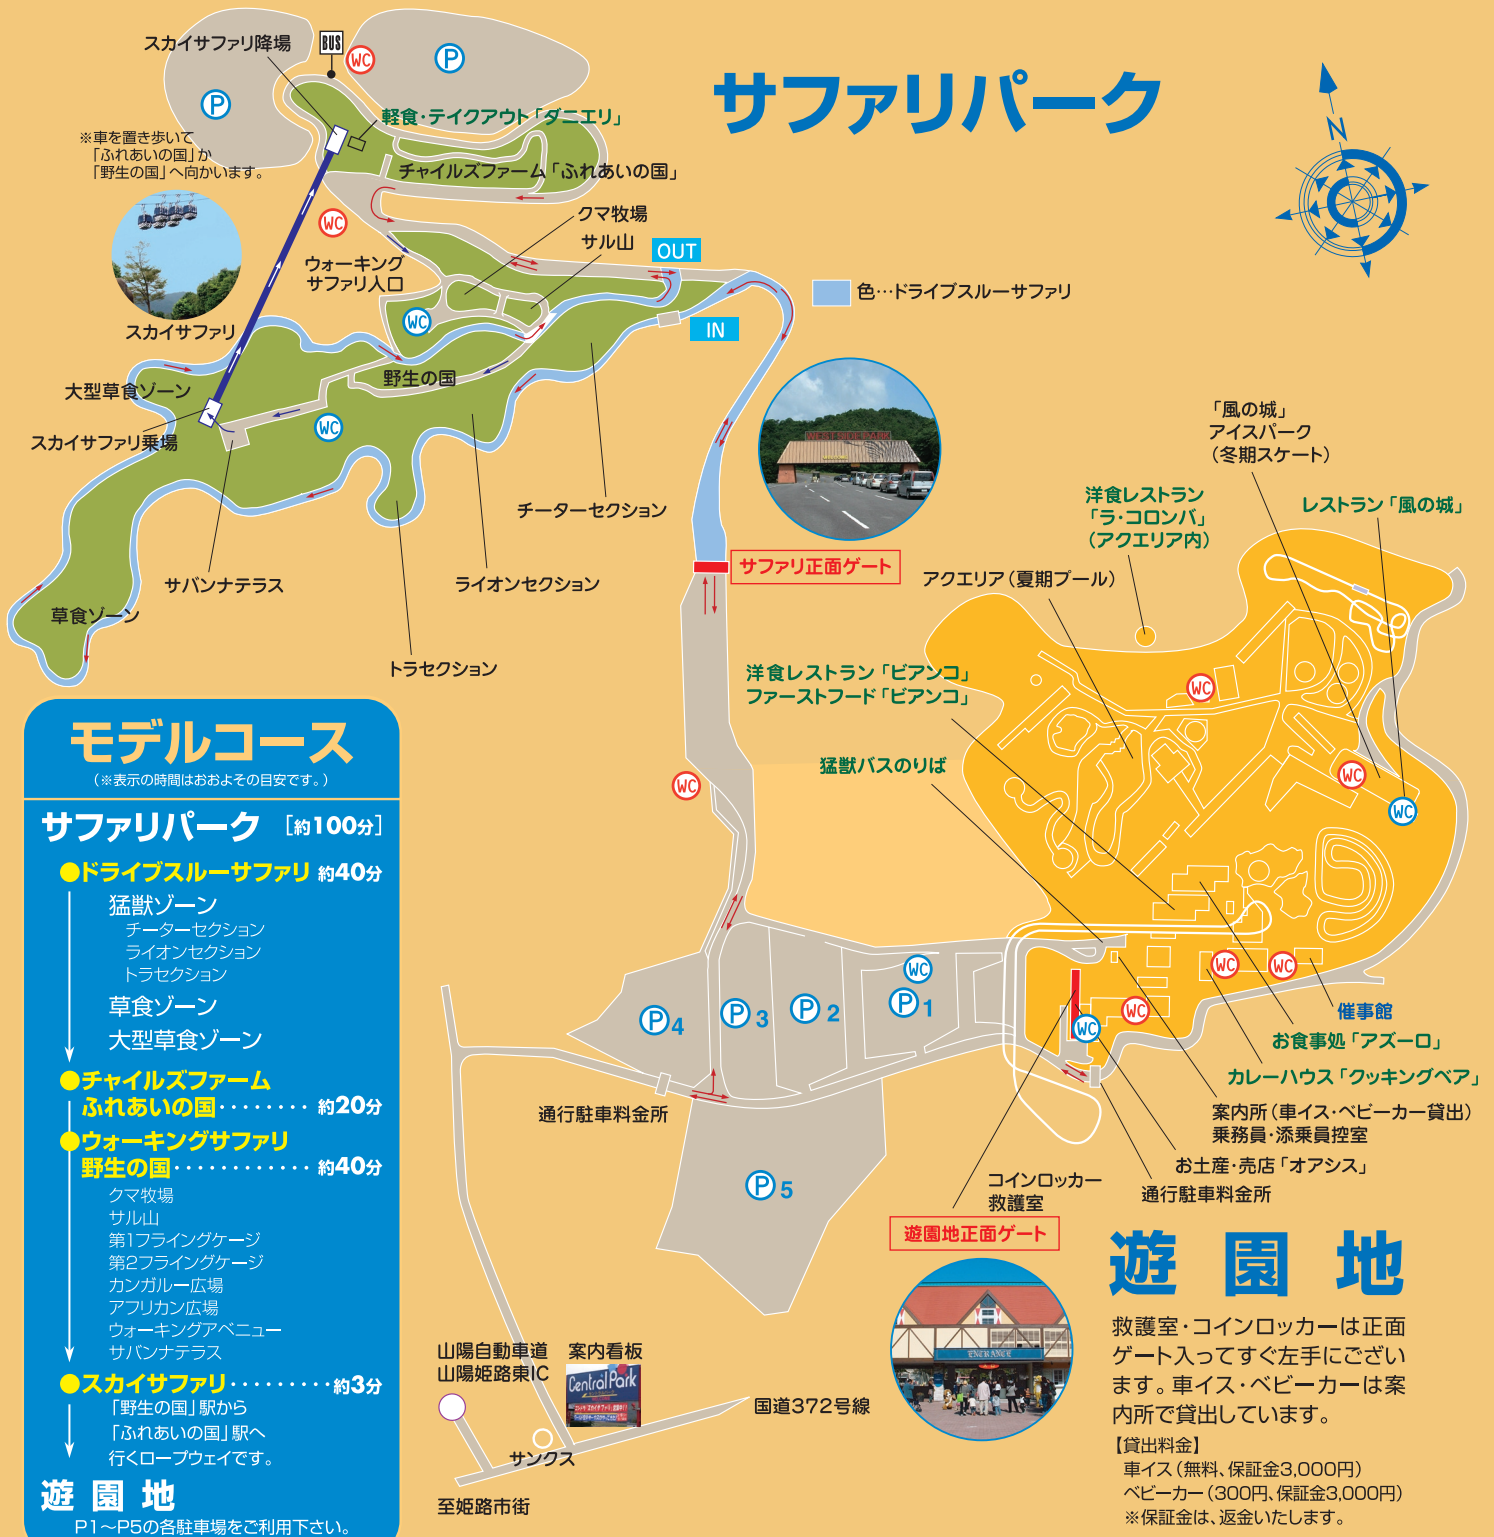 サファリパーク
スカイサファリ降場
BUS
WC
P
P
軽食・テイクアウト「ダニエリ」
※車を置き歩いて
「ふれあいの国」か
「野生の国」へ向かいます。
チャイルズファーム「ふれあいの国」
N
WC
クマ牧場
サル山
OUT
ウォーキング
サファリ入口
色…ドライブスルーサファリ
WC
IN
スカイサファリ
野生の国
大型草食ゾーン
WC
スカイサファリ乗場
チーターセクション
サバンナテラス
ライオンセクション
草食ゾーン
トラセクション
サファリ正面ゲート
「風の城」
アイスパーク
(冬期スケート)
レストラン「風の城」
洋食レストラン
「ラ・コロンバ」
(アクエリア内)
アクエリア(夏期プール)
洋食レストラン「ビアンコ」
ファーストフード「ビアンコ」
WC
猛獣バスのりば
WC
WC
WC
モデルコース
(※表示の時間はおおよその目安です。)
サファリパーク [約100分]
●ドライブスルーサファリ 約40分
猛獣ゾーン
チーターセクション
ライオンセクション
トラセクション
草食ゾーン
大型草食ゾーン
●チャイルズファーム
ふれあいの国・・・・・・・・ 約20分
●ウォーキングサファリ
野生の国・・・・・・・・・・・・ 約40分
クマ牧場
サル山
第1フライングケージ
第2フライングケージ
カンガルー広場
アフリカン広場
ウォーキングアベニュー
サバンナテラス
●スカイサファリ・・・・・・・・・約3分
「野生の国」駅から
「ふれあいの国」駅へ
行くロープウェイです。
遊園地
P1〜P5の各駐車場をご利用下さい。
WC
P4
P3
P2
P1
WC
WC
WC
WC
催事館
お食事処「アズーロ」
カレーハウス「クッキングベア」
案内所(車イス・ベビーカー貸出)
乗務員・添乗員控室
お土産・売店「オアシス」
通行駐車料金所
通行駐車料金所
P5
コインロッカー
救護室
遊園地正面ゲート
ENTRANCE
山陽自動車道
山陽姫路東IC
案内看板
Central Park
国道372号線
サンクス
至姫路市街
遊園地
救護室・コインロッカーは正面
ゲート入ってすぐ左手にござい
ます。車イス・ベビーカーは案
内所で貸出しています。
【貸出料金】
車イス(無料、保証金3,000円)
ベビーカー(300円、保証金3,000円)
※保証金は、返金いたします。